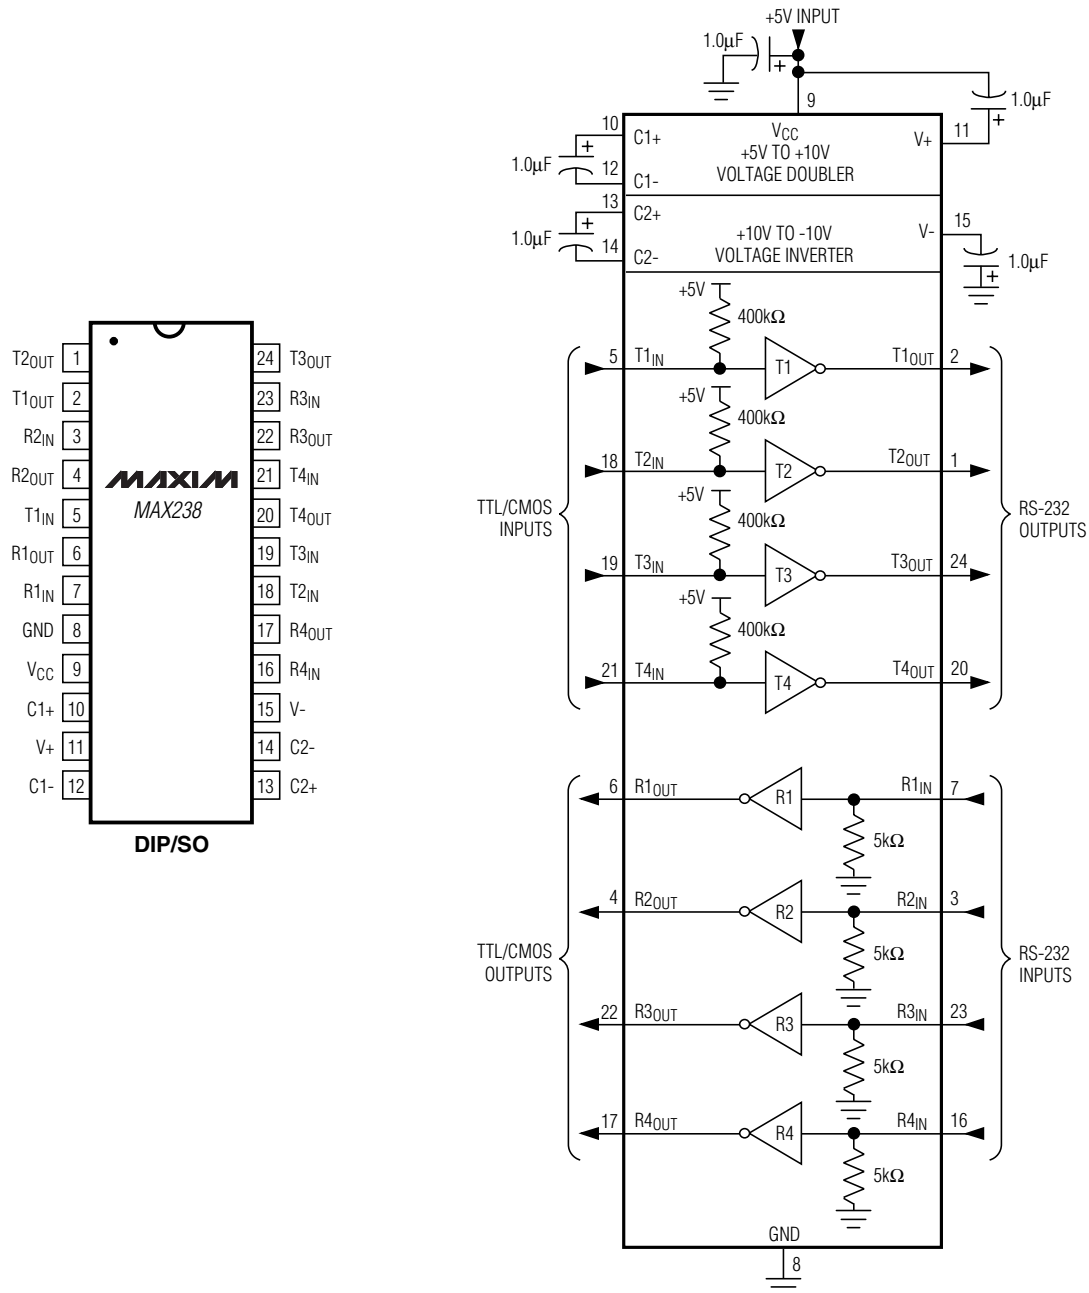 T2OUT 1
T1OUT 2
R2IN 3
R2OUT 4
T1IN 5
R1OUT 6
R1IN 7
GND 8
VCC 9
C1+ 10
V+ 11
C1- 12
24 T3OUT
23 R3IN
22 R3OUT
21 T4IN
20 T4OUT
19 T3IN
18 T2IN
17 R4OUT
16 R4IN
15 V-
14 C2-
13 C2+
MAXIM
MAX238
DIP/SO
+5V INPUT
1.0µF
+
9
1.0µF
+
VCC
+5V TO +10V
VOLTAGE DOUBLER
10 C1+
1.0µF +
12 C1-
V+ 11
13 C2+
1.0µF +
14 C2-
+10V TO -10V
VOLTAGE INVERTER
V- 15
1.0µF
+
+5V
400kΩ
5 T1IN T1 T1OUT 2
+5V
400kΩ
18 T2IN T2 T2OUT 1
+5V
400kΩ
19 T3IN T3 T3OUT 24
+5V
400kΩ
21 T4IN T4 T4OUT 20
TTL/CMOS
INPUTS
RS-232
OUTPUTS
6 R1OUT R1 R1IN 7
5kΩ
4 R2OUT R2 R2IN 3
5kΩ
22 R3OUT R3 R3IN 23
5kΩ
17 R4OUT R4 R4IN 16
5kΩ
TTL/CMOS
OUTPUTS
RS-232
INPUTS
GND
8